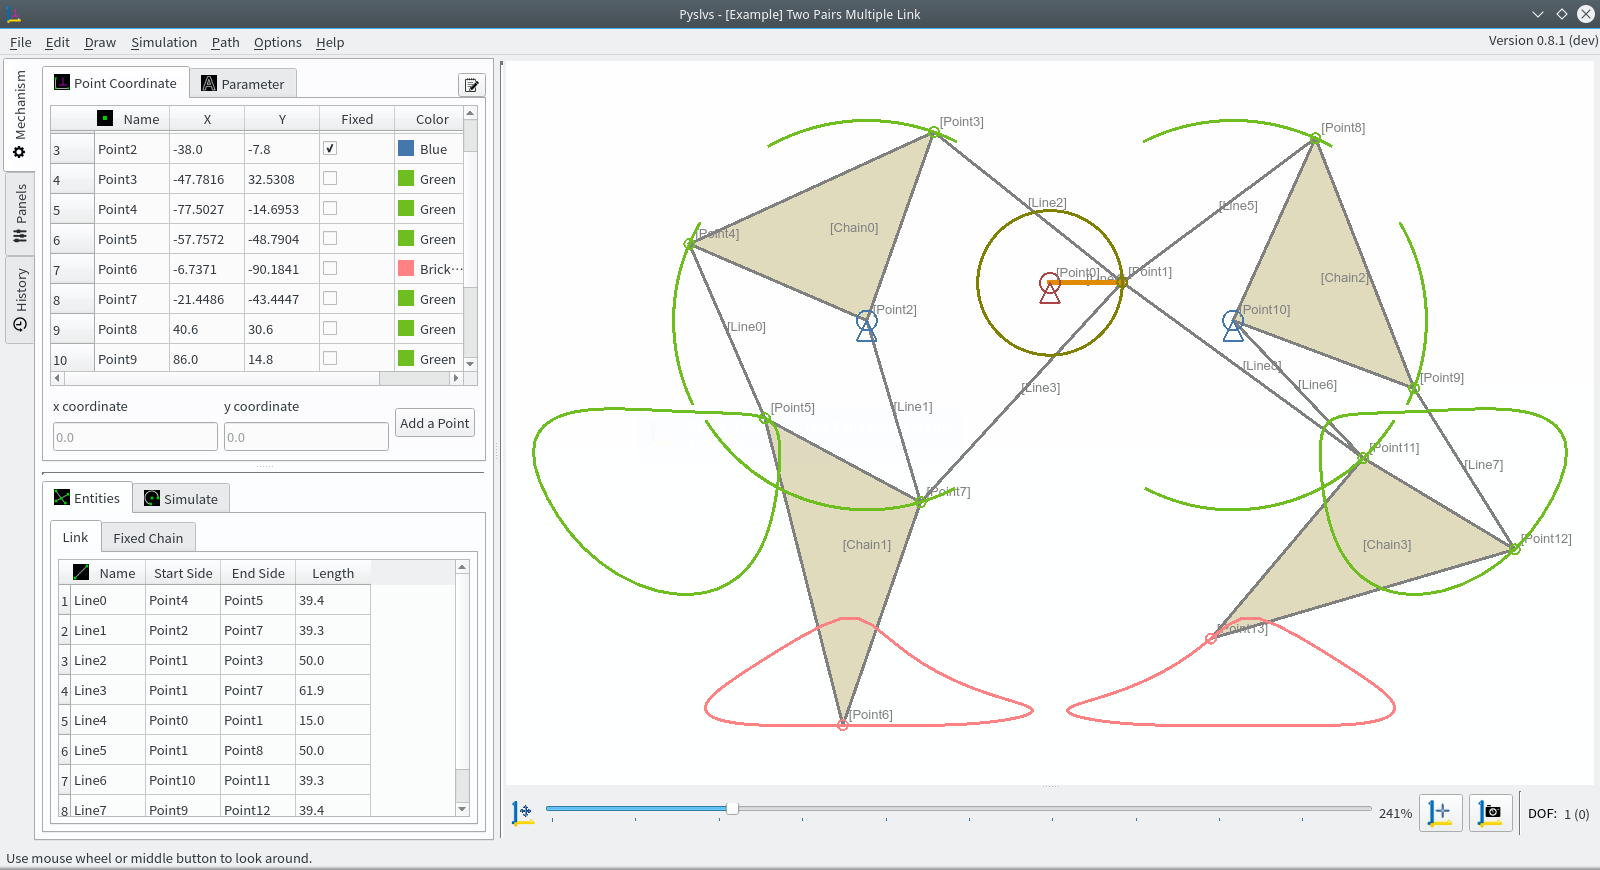 Pyslvs - [Example] Two Pairs Multiple Link
File Edit Draw Simulation Path Options Help
Version 0.8.1 (dev)
Mechanism
Panels
History
Point Coordinate
Parameter
Name X Y Fixed Color
3 Point2 -38.0 -7.8 Blue
4 Point3 -47.7816 32.5308 Green
5 Point4 -77.5027 -14.6953 Green
6 Point5 -57.7572 -48.7904 Green
7 Point6 -6.7371 -90.1841 Brick···
8 Point7 -21.4486 -43.4447 Green
9 Point8 40.6 30.6 Green
10 Point9 86.0 14.8 Green
x coordinate
y coordinate
0.0
0.0
Add a Point
Entities
Simulate
Link
Fixed Chain
Name Start Side End Side Length
1 Line0 Point4 Point5 39.4
2 Line1 Point2 Point7 39.3
3 Line2 Point1 Point3 50.0
4 Line3 Point1 Point7 61.9
5 Line4 Point0 Point1 15.0
6 Line5 Point1 Point8 50.0
7 Line6 Point10 Point11 39.3
8 Line7 Point9 Point12 39.4
[Point3]
[Point8]
[Line2]
[Line5]
[Chain0]
[Point4]
[Point0]
[Point1]
[Chain2]
[Point2]
[Point10]
[Line0]
[Line8]
[Point9]
[Line6]
[Line3]
[Point5]
[Line1]
[Point11]
[Line7]
[Point7]
[Point12]
[Chain1]
[Chain3]
[Point13]
[Point6]
241%
DOF: 1 (0)
Use mouse wheel or middle button to look around.